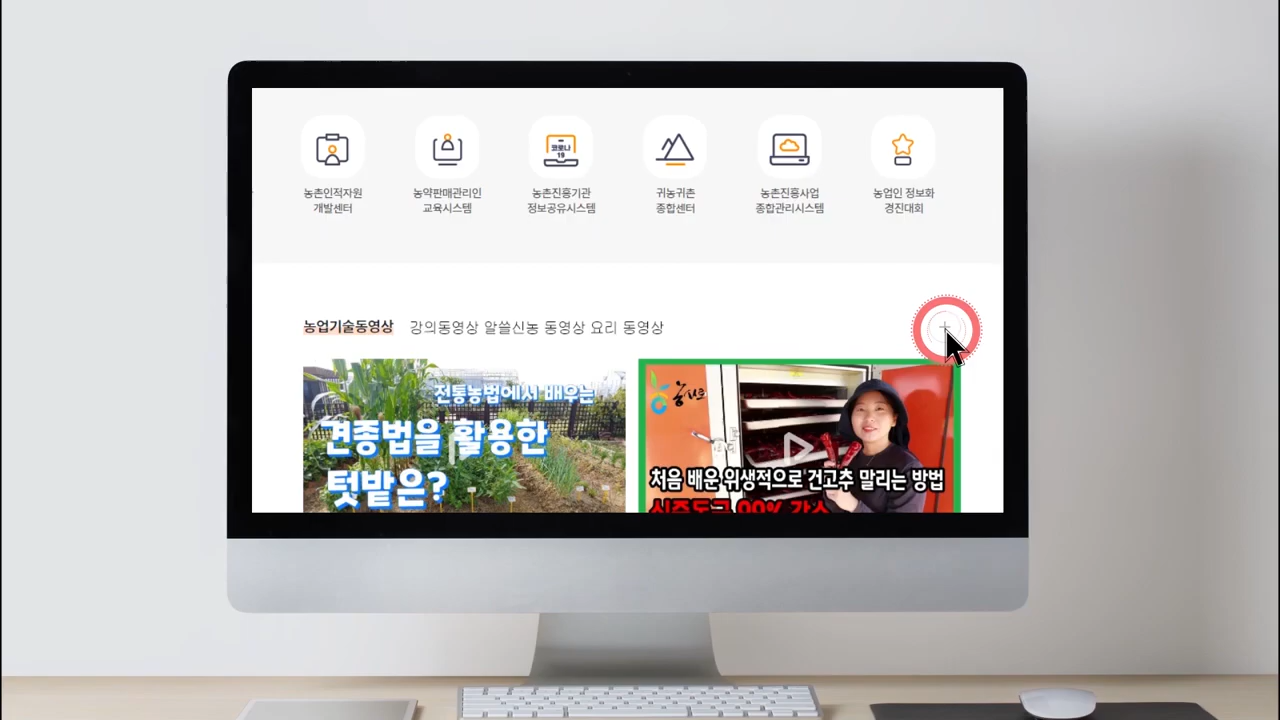 코로나
19
농촌인적자원
개발센터
농약판매관리인
교육시스템
농촌진흥기관
정보공유시스템
귀농귀촌
종합센터
농촌진흥사업
종합관리시스템
농업인 정보화
경진대회
농업기술동영상 강의동영상 알쓸신농 동영상 요리 동영상
전통농법에서 배우는
견종법을 활용한
텃밭은?
처음 배운 위생적으로 건고추 말리는 방법
90% 감소